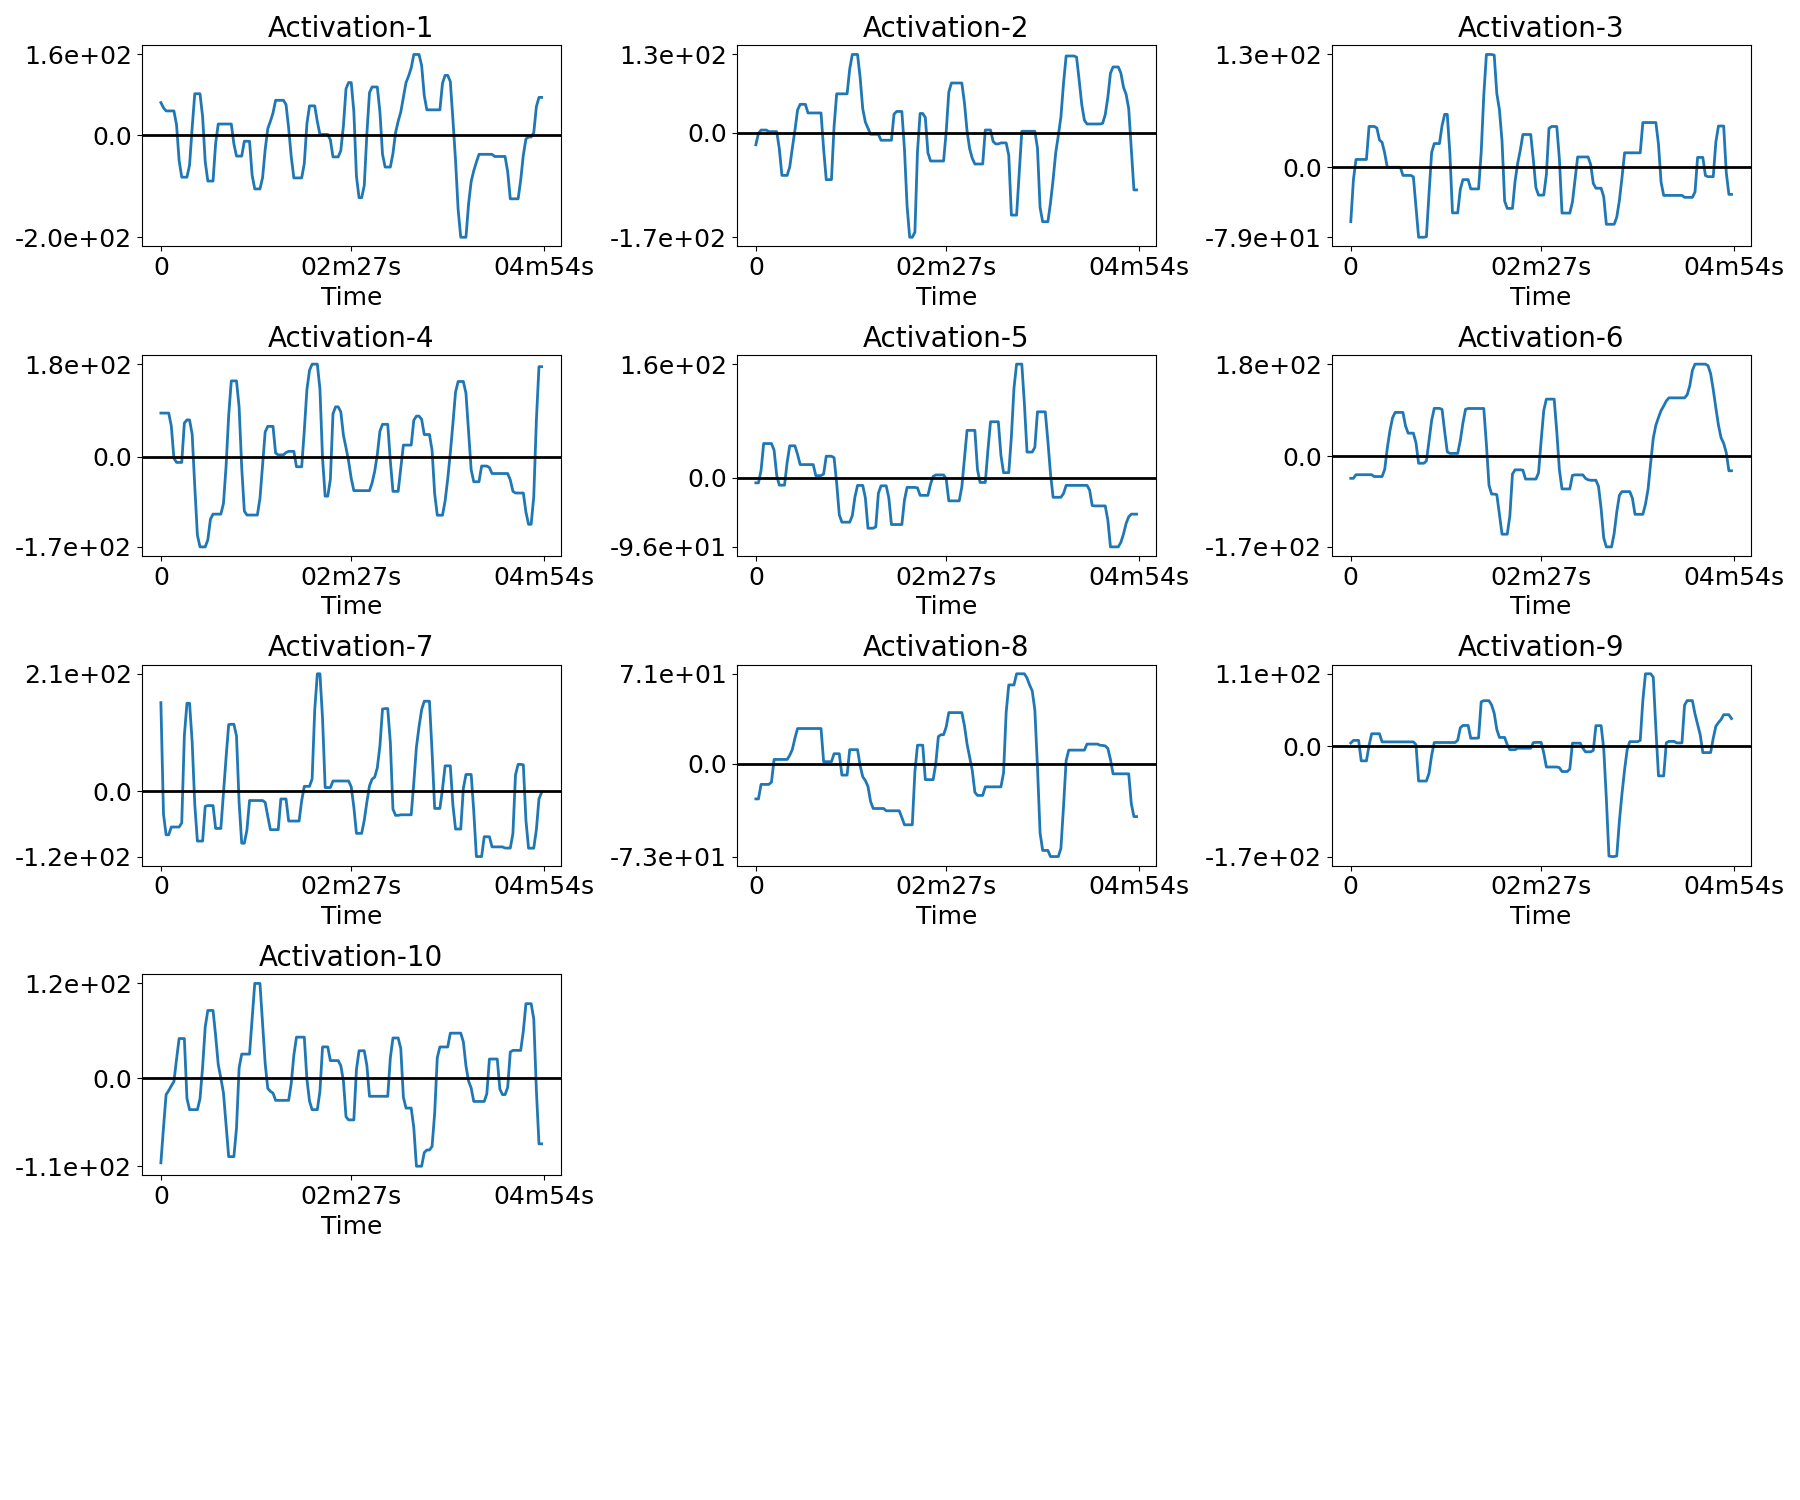 Activation-1
1.6e+02
0.0
-2.0e+02
0 02m27s 04m54s
Time
Activation-2
1.3e+02
0.0
-1.7e+02
0 02m27s 04m54s
Time
Activation-3
1.3e+02
0.0
-7.9e+01
0 02m27s 04m54s
Time
Activation-4
1.8e+02
0.0
-1.7e+02
0 02m27s 04m54s
Time
Activation-5
1.6e+02
0.0
-9.6e+01
0 02m27s 04m54s
Time
Activation-6
1.8e+02
0.0
-1.7e+02
0 02m27s 04m54s
Time
Activation-7
2.1e+02
0.0
-1.2e+02
0 02m27s 04m54s
Time
Activation-8
7.1e+01
0.0
-7.3e+01
0 02m27s 04m54s
Time
Activation-9
1.1e+02
0.0
-1.7e+02
0 02m27s 04m54s
Time
Activation-10
1.2e+02
0.0
-1.1e+02
0 02m27s 04m54s
Time